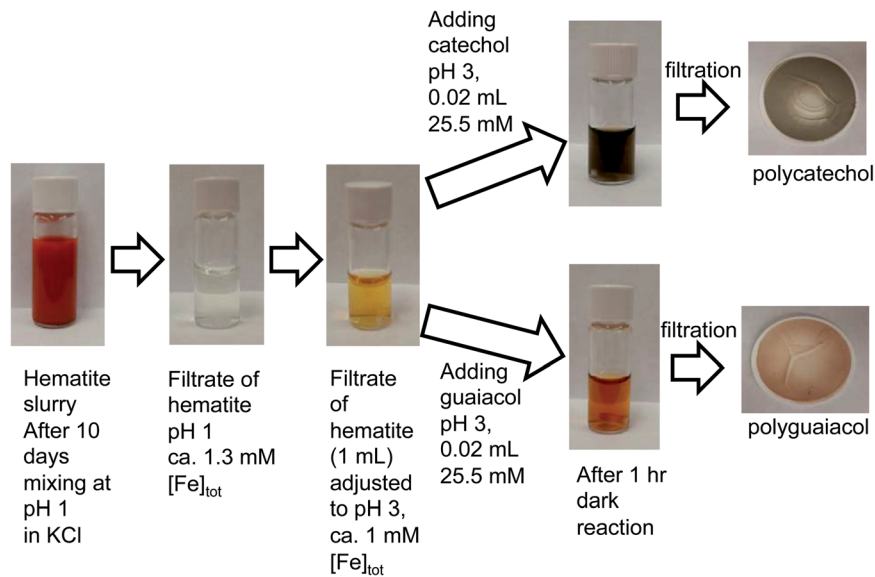 Adding
catechol
pH 3,
0.02 mL
25.5 mM
filtration
polycatechol
Hematite
slurry
After 10
days
mixing at
pH 1
in KCl
Filtrate of
hematite
pH 1
ca. 1.3 mM
[Fe]tot
Filtrate
of
hematite
(1 mL)
adjusted
to pH 3,
ca. 1 mM
[Fe]tot
Adding
guaiacol
pH 3,
0.02 mL
25.5 mM
After 1 hr
dark
reaction
filtration
polyguaiacol